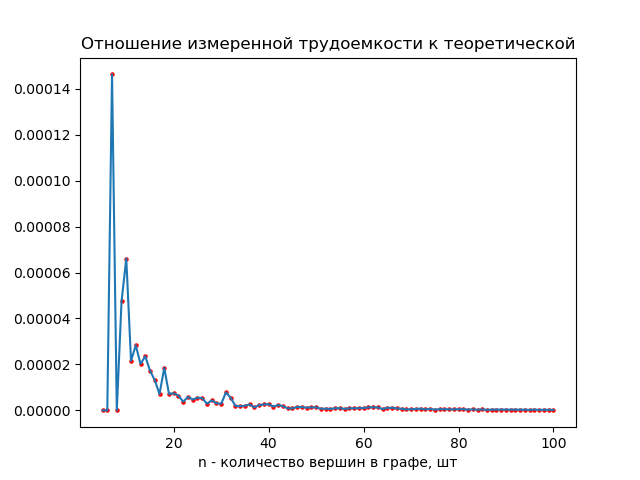 Отношение измеренной трудоемкости к теоретической
0.00014
0.00012
0.00010
0.00008
0.00006
0.00004
0.00002
0.00000
20 40 60 80 100
n - количество вершин в графе, шт